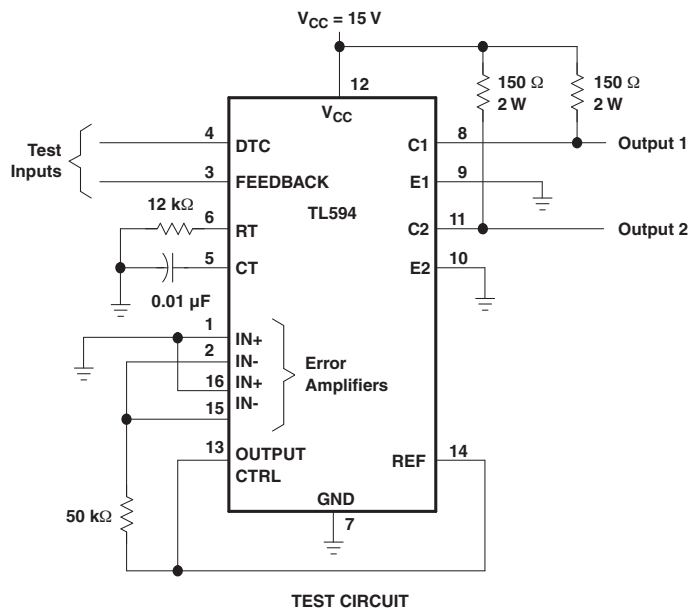 VCC = 15 V
12
VCC
150 Ω
2 W
150 Ω
2 W
Test
Inputs
4
DTC
C1
8
Output 1
3
FEEDBACK
E1
9
12 kΩ
TL594
6
RT
C2
11
Output 2
5
CT
E2
10
0.01 µF
1
IN+
2
IN-
16
IN+
15
IN-
Error
Amplifiers
13
OUTPUT
CTRL
REF
14
50 kΩ
GND
7
TEST CIRCUIT